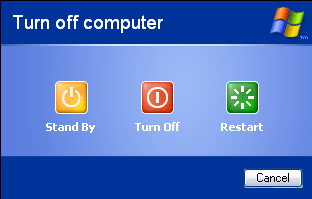 Turn off computer
Stand By
Turn Off
Restart
Cancel